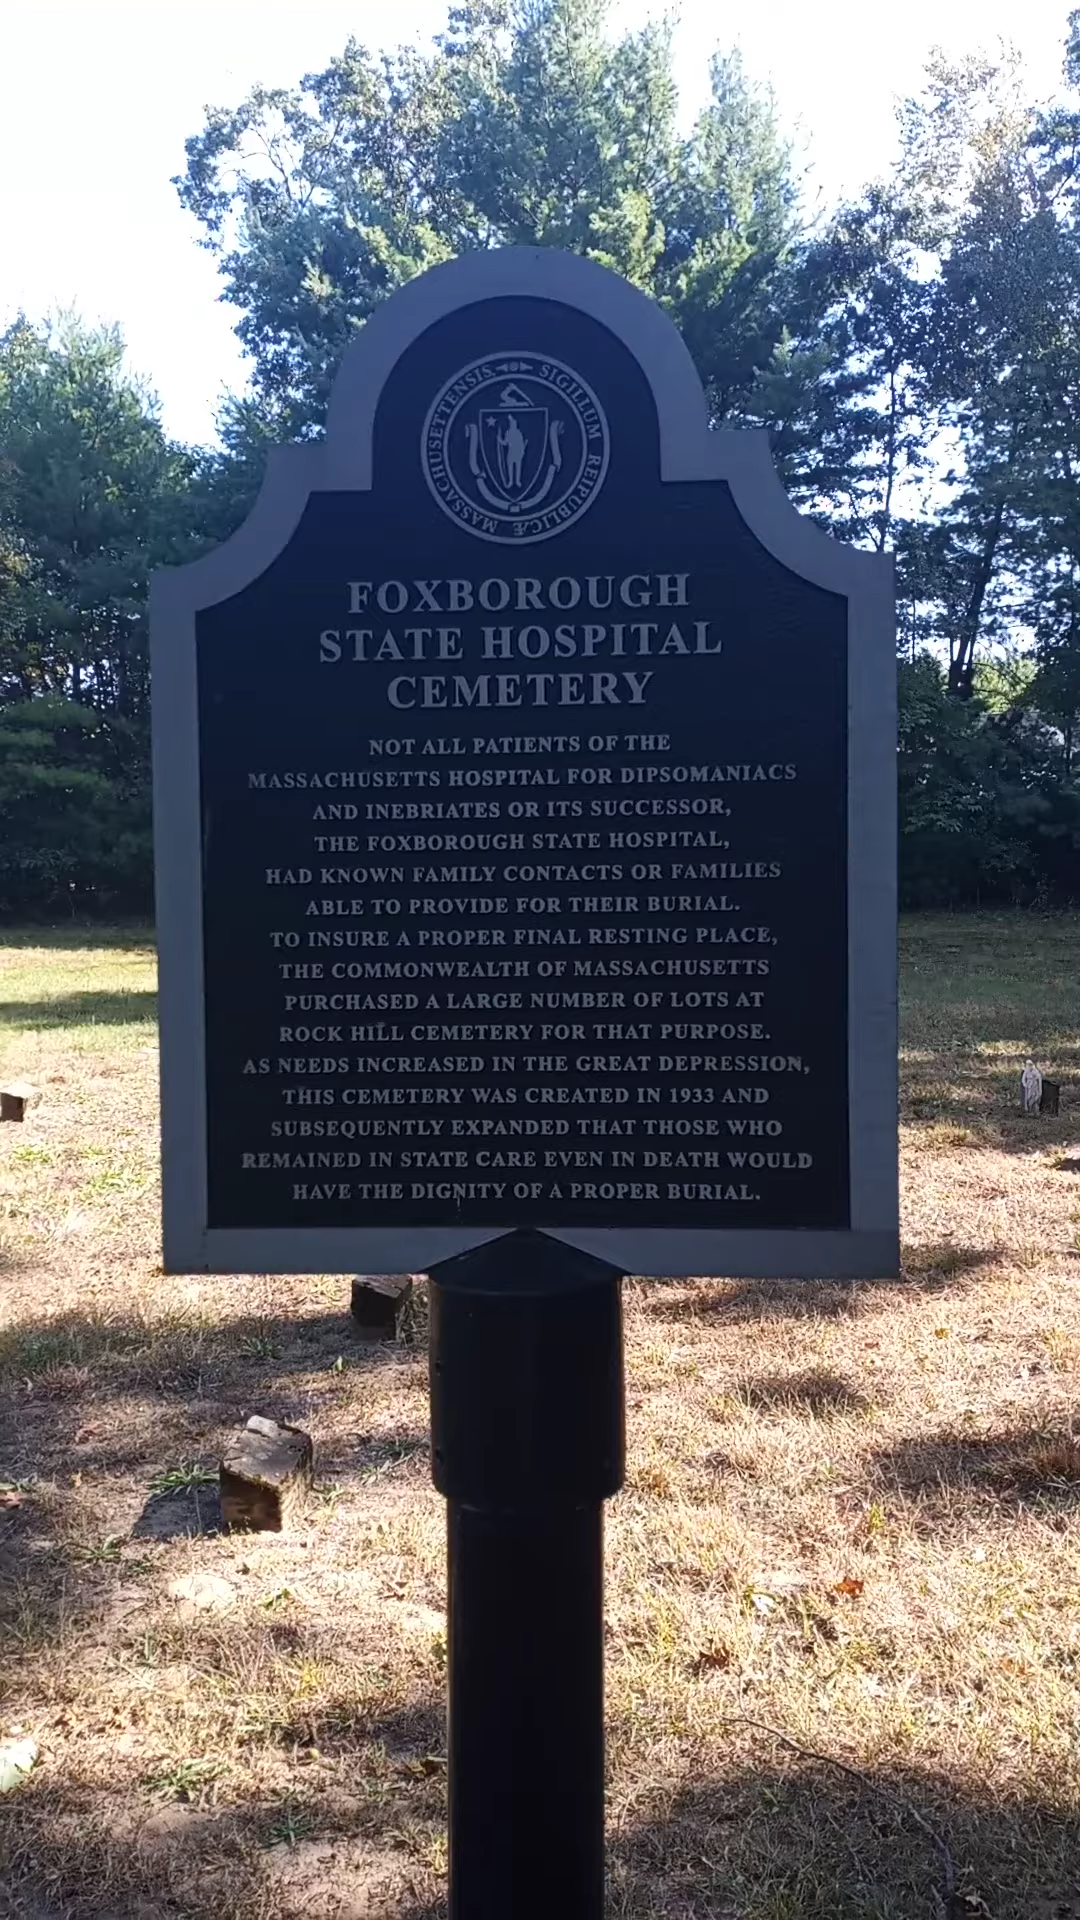 SIGILLUM REIPUBLICÆ MASSACHUSETTENSIS
FOXBOROUGH
STATE HOSPITAL
CEMETERY
NOT ALL PATIENTS OF THE
MASSACHUSETTS HOSPITAL FOR DIPSOMANIACS
AND INEBRIATES OR ITS SUCCESSOR,
THE FOXBOROUGH STATE HOSPITAL,
HAD KNOWN FAMILY CONTACTS OR FAMILIES
ABLE TO PROVIDE FOR THEIR BURIAL.
TO INSURE A PROPER FINAL RESTING PLACE,
THE COMMONWEALTH OF MASSACHUSETTS
PURCHASED A LARGE NUMBER OF LOTS AT
ROCK HILL CEMETERY FOR THAT PURPOSE.
AS NEEDS INCREASED IN THE GREAT DEPRESSION,
THIS CEMETERY WAS CREATED IN 1933 AND
SUBSEQUENTLY EXPANDED THAT THOSE WHO
REMAINED IN STATE CARE EVEN IN DEATH WOULD
HAVE THE DIGNITY OF A PROPER BURIAL.